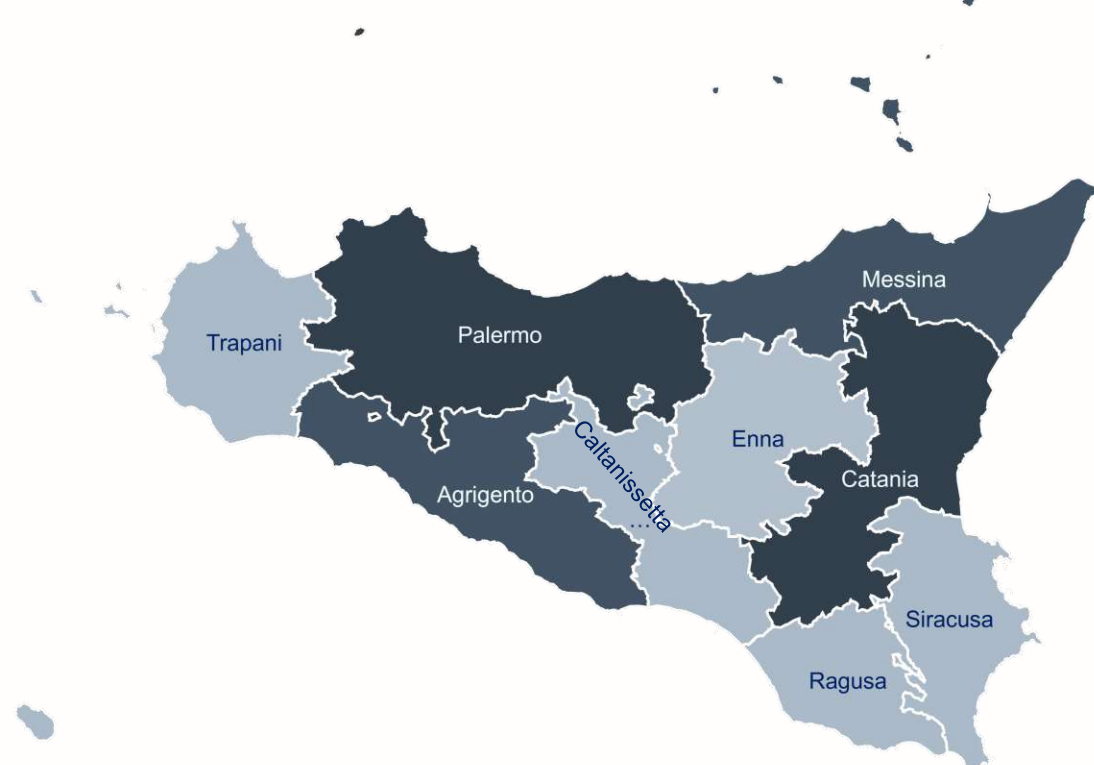 Messina
Palermo
Trapani
Enna
Caltanissetta
Catania
Agrigento
...
Siracusa
Ragusa